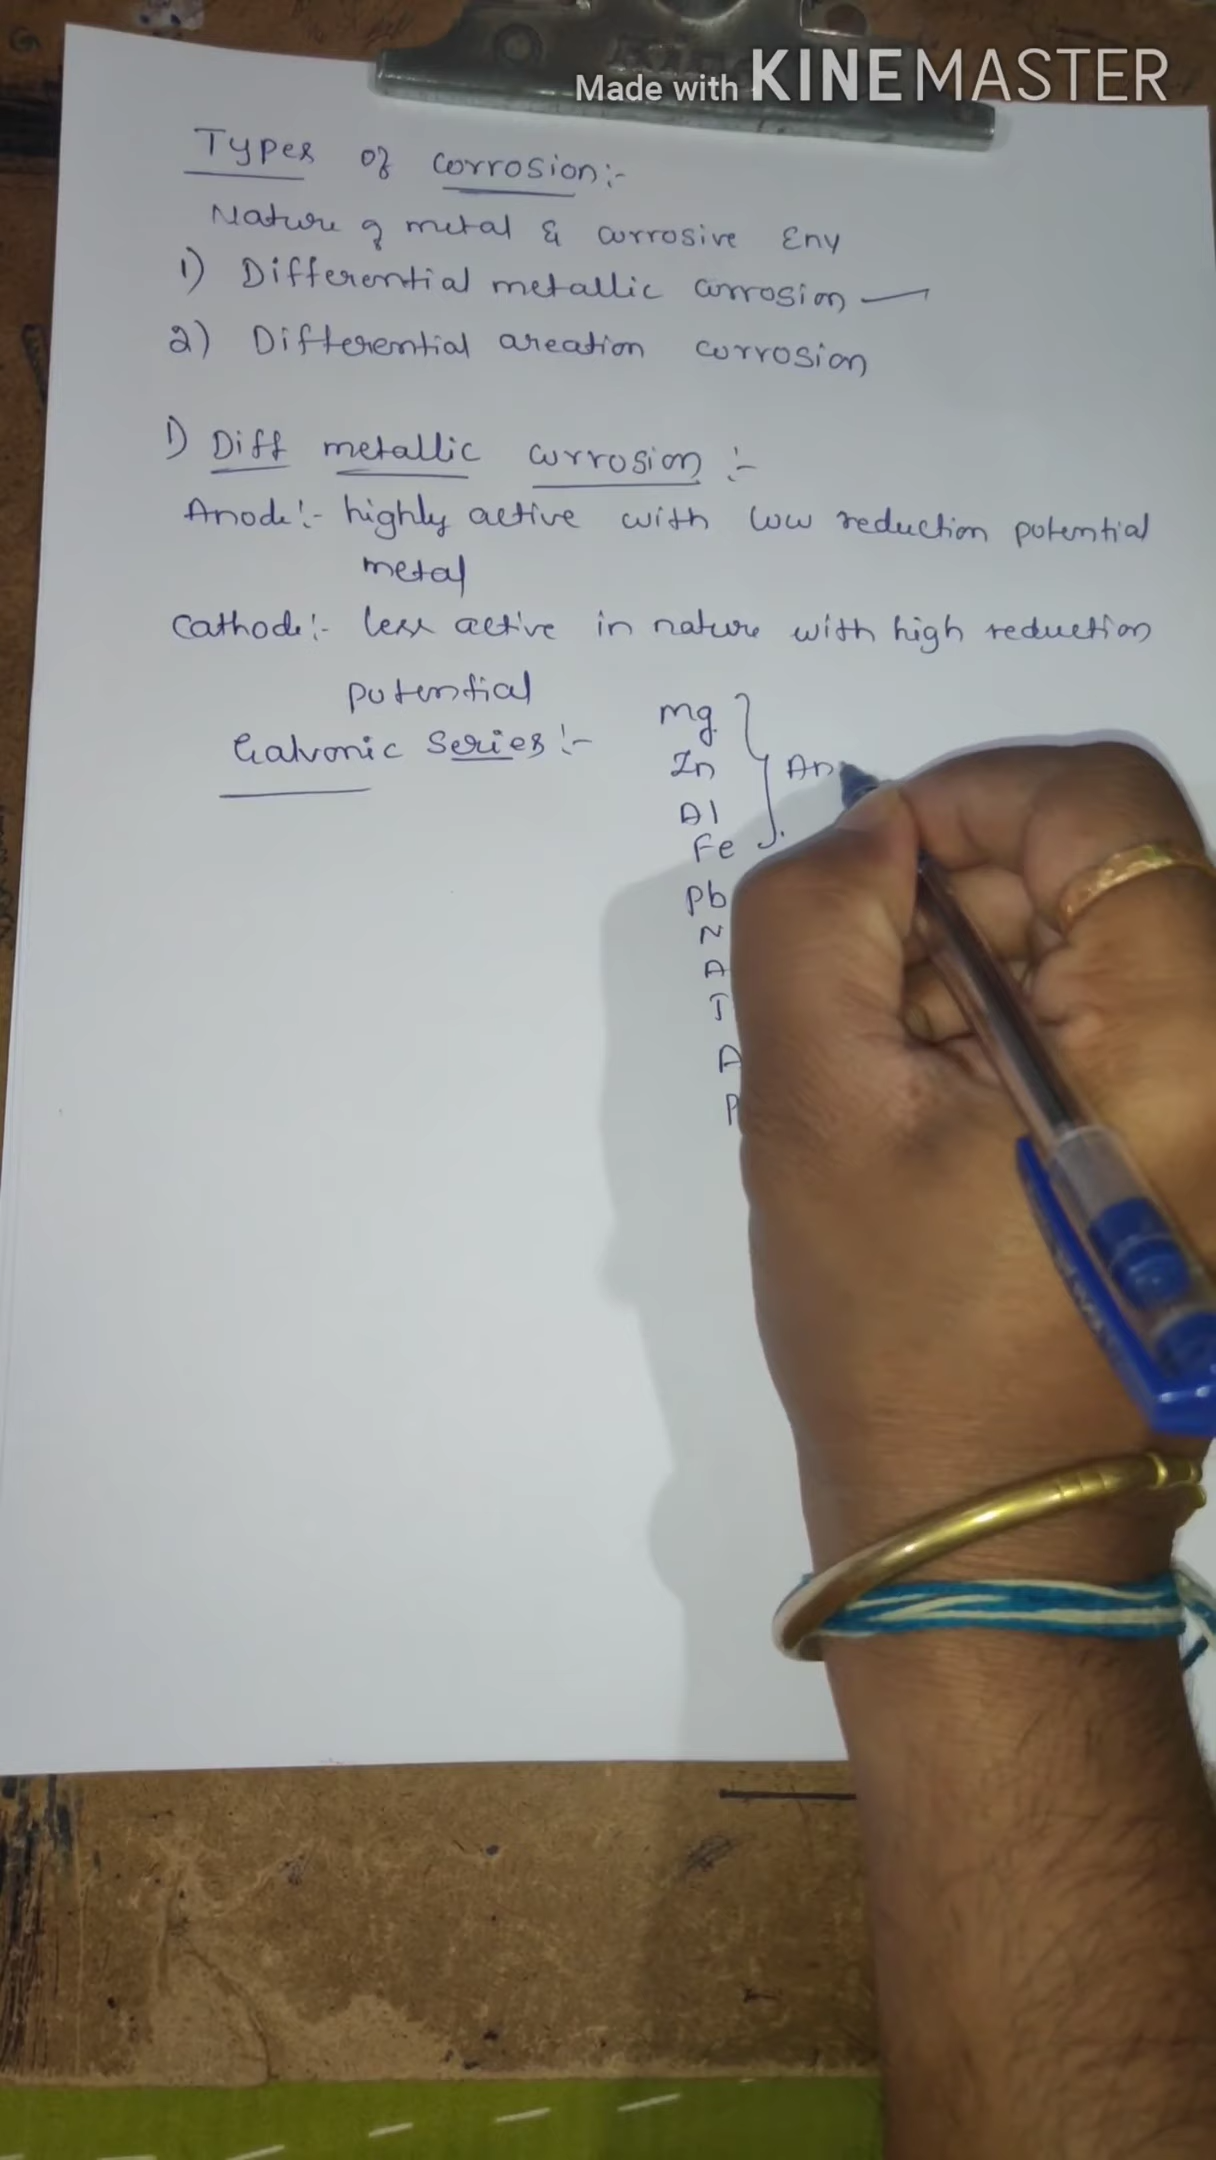 Made with KINEMASTER
Types of corrosion:-
Nature of metal & corrosive Env
1) Differential metallic corrosion —
2) Differential areation corrosion
1) Diff metallic corrosion :-
Anode:- highly active with low reduction potential
metal
Cathode:- less active in nature with high reduction
potential
Galvonic Series:-
Mg
Zn An
Al
Fe
Pb
N
A
T
A
P